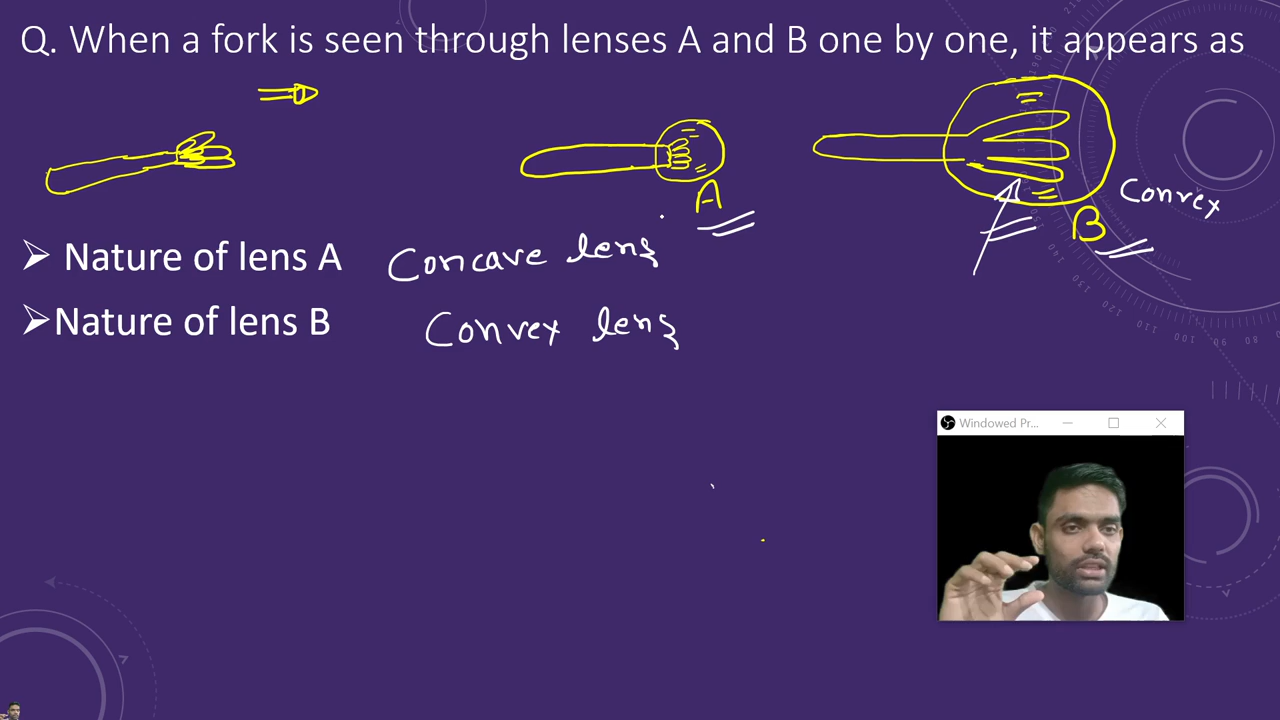 Q. When a fork is seen through lenses A and B one by one, it appears as
A
Convex
B
Nature of lens A Concave lens
Nature of lens B Convex lens
Windowed Pr...